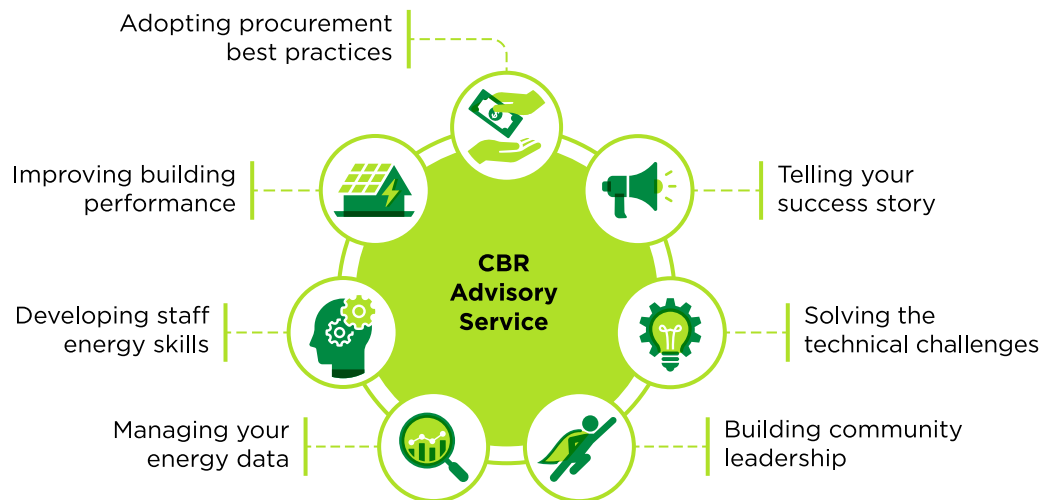 Adopting procurement
best practices
Improving building
performance
Telling your
success story
CBR
Advisory
Service
Developing staff
energy skills
Solving the
technical challenges
Managing your
energy data
Building community
leadership